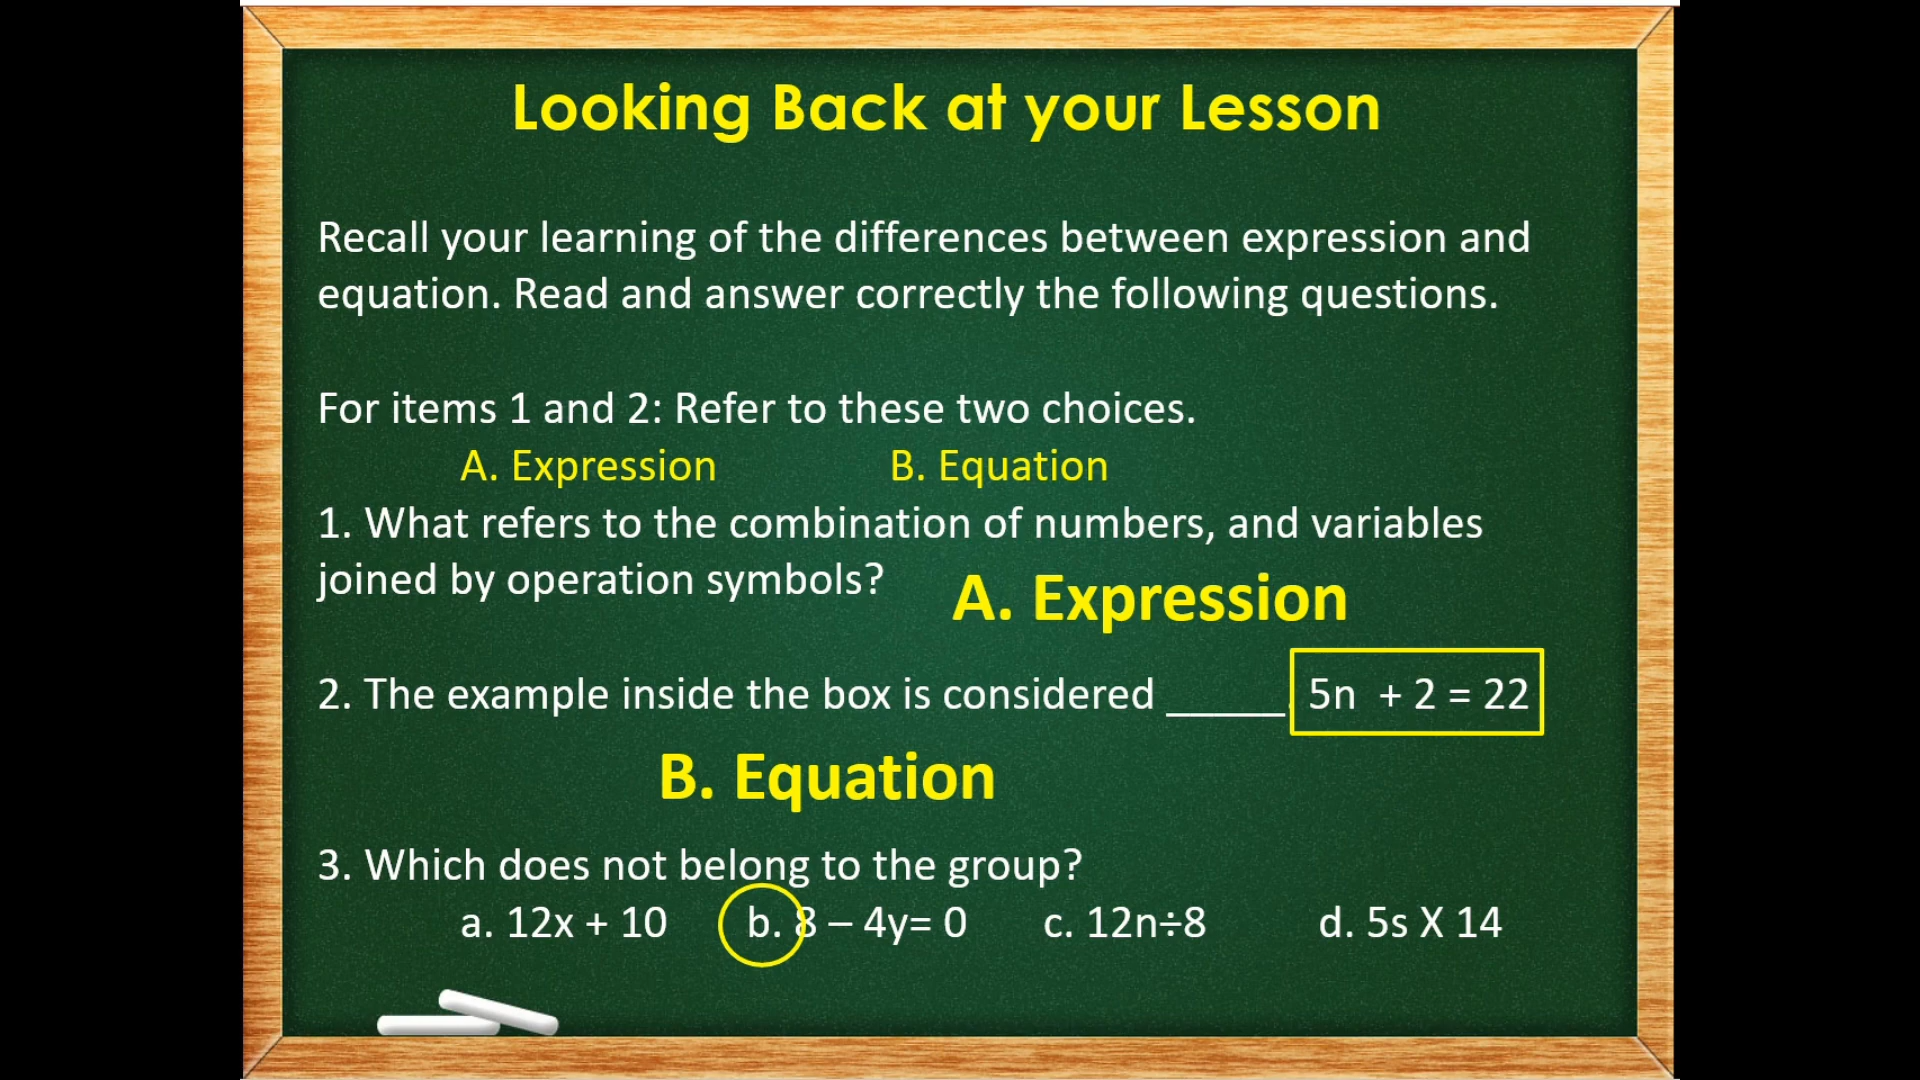 Looking Back at your Lesson
Recall your learning of the differences between expression and
equation. Read and answer correctly the following questions.
For items 1 and 2: Refer to these two choices.
A. Expression B. Equation
1. What refers to the combination of numbers, and variables
joined by operation symbols?
A. Expression
2. The example inside the box is considered _____. 5n + 2 = 22
B. Equation
3. Which does not belong to the group?
a. 12x + 10 b. 8 – 4y= 0 c. 12n÷8 d. 5s X 14